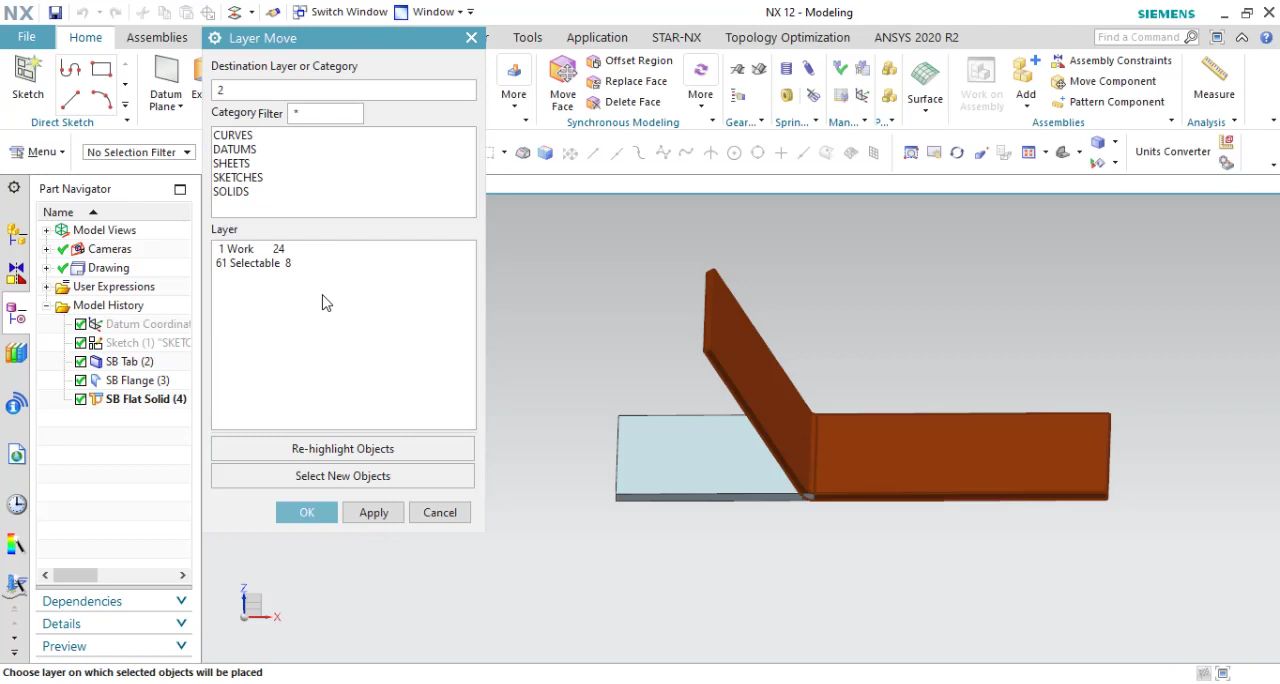 NX
Switch Window
Window
NX 12 - Modeling
SIEMENS
File
Home
Assemblies
Tools
Application
STAR-NX
Topology Optimization
ANSYS 2020 R2
Find a Command
Sketch
Datum
Plane
Direct Sketch
More
Move
Face
Offset Region
Replace Face
Delete Face
More
Synchronous Modeling
Gear...
Sprin...
Man...
P...
Surface
Work on
Assembly
Add
Assembly Constraints
Move Component
Pattern Component
Assemblies
Measure
Analysis
Menu
No Selection Filter
Units Converter
Part Navigator
Name
Model Views
Cameras
Drawing
User Expressions
Model History
Datum Coordinat
Sketch (1) "SKETC
SB Tab (2)
SB Flange (3)
SB Flat Solid (4)
Dependencies
Details
Preview
Layer Move
Destination Layer or Category
2
Category Filter *
CURVES
DATUMS
SHEETS
SKETCHES
SOLIDS
Layer
1 Work 24
61 Selectable 8
Re-highlight Objects
Select New Objects
OK
Apply
Cancel
Z
X
Choose layer on which selected objects will be placed